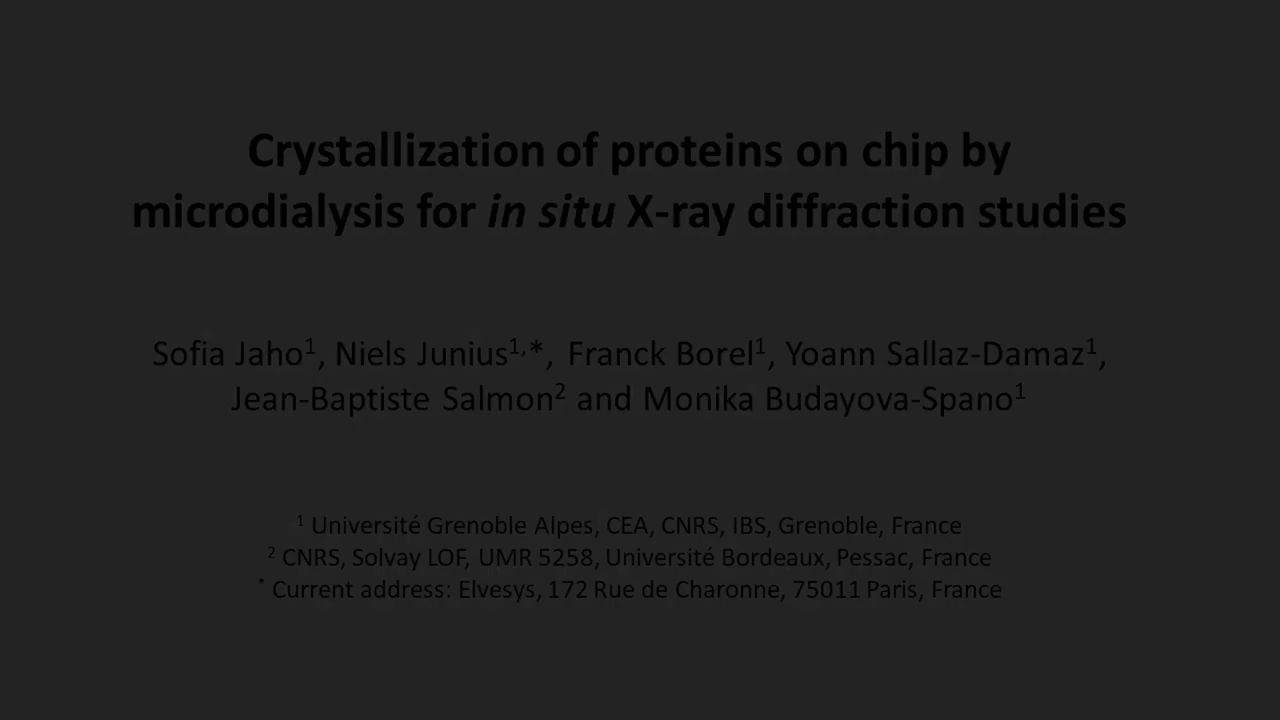 Crystallization of proteins on chip by
microdialysis for in situ X-ray diffraction studies
Sofia Jaho¹, Niels Junius¹,*, Franck Borel¹, Yoann Sallaz-Damaz¹,
Jean-Baptiste Salmon² and Monika Budayova-Spano¹
¹ Université Grenoble Alpes, CEA, CNRS, IBS, Grenoble, France
² CNRS, Solvay LOF, UMR 5258, Université Bordeaux, Pessac, France
* Current address: Elvesys, 172 Rue de Charonne, 75011 Paris, France